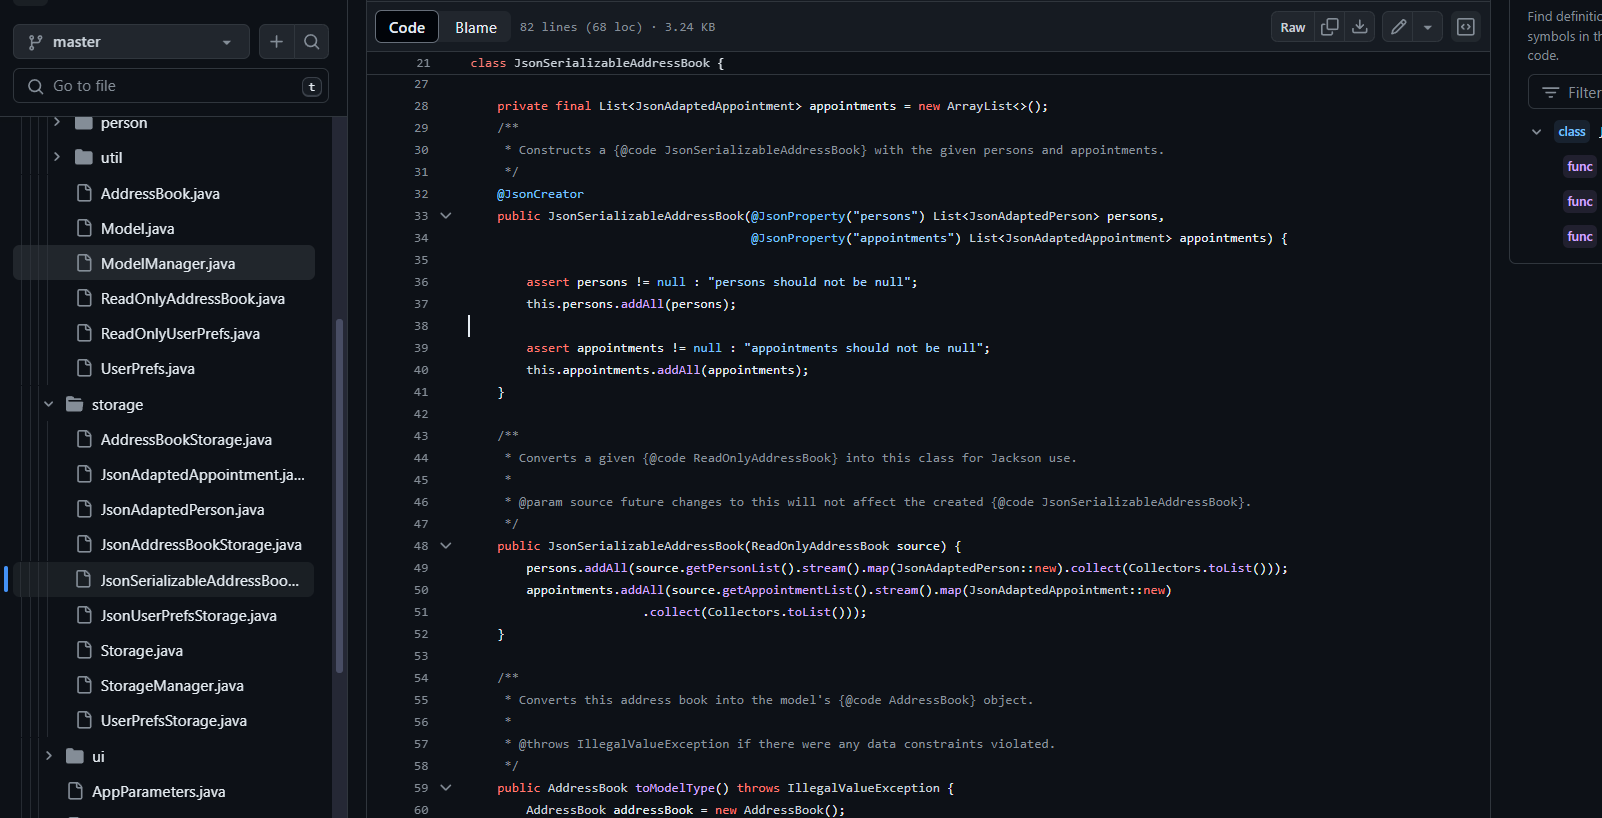 master
Go to file
t
person
util
AddressBook.java
Model.java
ModelManager.java
ReadOnlyAddressBook.java
ReadOnlyUserPrefs.java
UserPrefs.java
storage
AddressBookStorage.java
JsonAdaptedAppointment.ja...
JsonAdaptedPerson.java
JsonAddressBookStorage.java
JsonSerializableAddressBoo...
JsonUserPrefsStorage.java
Storage.java
StorageManager.java
UserPrefsStorage.java
ui
AppParameters.java
Code Blame 82 lines (68 loc) · 3.24 KB Raw
21 class JsonSerializableAddressBook {
27
28 private final List<JsonAdaptedAppointment> appointments = new ArrayList<>();
29 /**
30 * Constructs a {@code JsonSerializableAddressBook} with the given persons and appointments.
31 */
32 @JsonCreator
33 public JsonSerializableAddressBook(@JsonProperty("persons") List<JsonAdaptedPerson> persons,
34 @JsonProperty("appointments") List<JsonAdaptedAppointment> appointments) {
35
36 assert persons != null : "persons should not be null";
37 this.persons.addAll(persons);
38
39 assert appointments != null : "appointments should not be null";
40 this.appointments.addAll(appointments);
41 }
42
43 /**
44 * Converts a given {@code ReadOnlyAddressBook} into this class for Jackson use.
45 *
46 * @param source future changes to this will not affect the created {@code JsonSerializableAddressBook}.
47 */
48 public JsonSerializableAddressBook(ReadOnlyAddressBook source) {
49 persons.addAll(source.getPersonList().stream().map(JsonAdaptedPerson::new).collect(Collectors.toList()));
50 appointments.addAll(source.getAppointmentList().stream().map(JsonAdaptedAppointment::new)
51 .collect(Collectors.toList()));
52 }
53
54 /**
55 * Converts this address book into the model's {@code AddressBook} object.
56 *
57 * @throws IllegalValueException if there were any data constraints violated.
58 */
59 public AddressBook toModelType() throws IllegalValueException {
60 AddressBook addressBook = new AddressBook();
Find
symbols in
code.
Filter
class
func
func
func